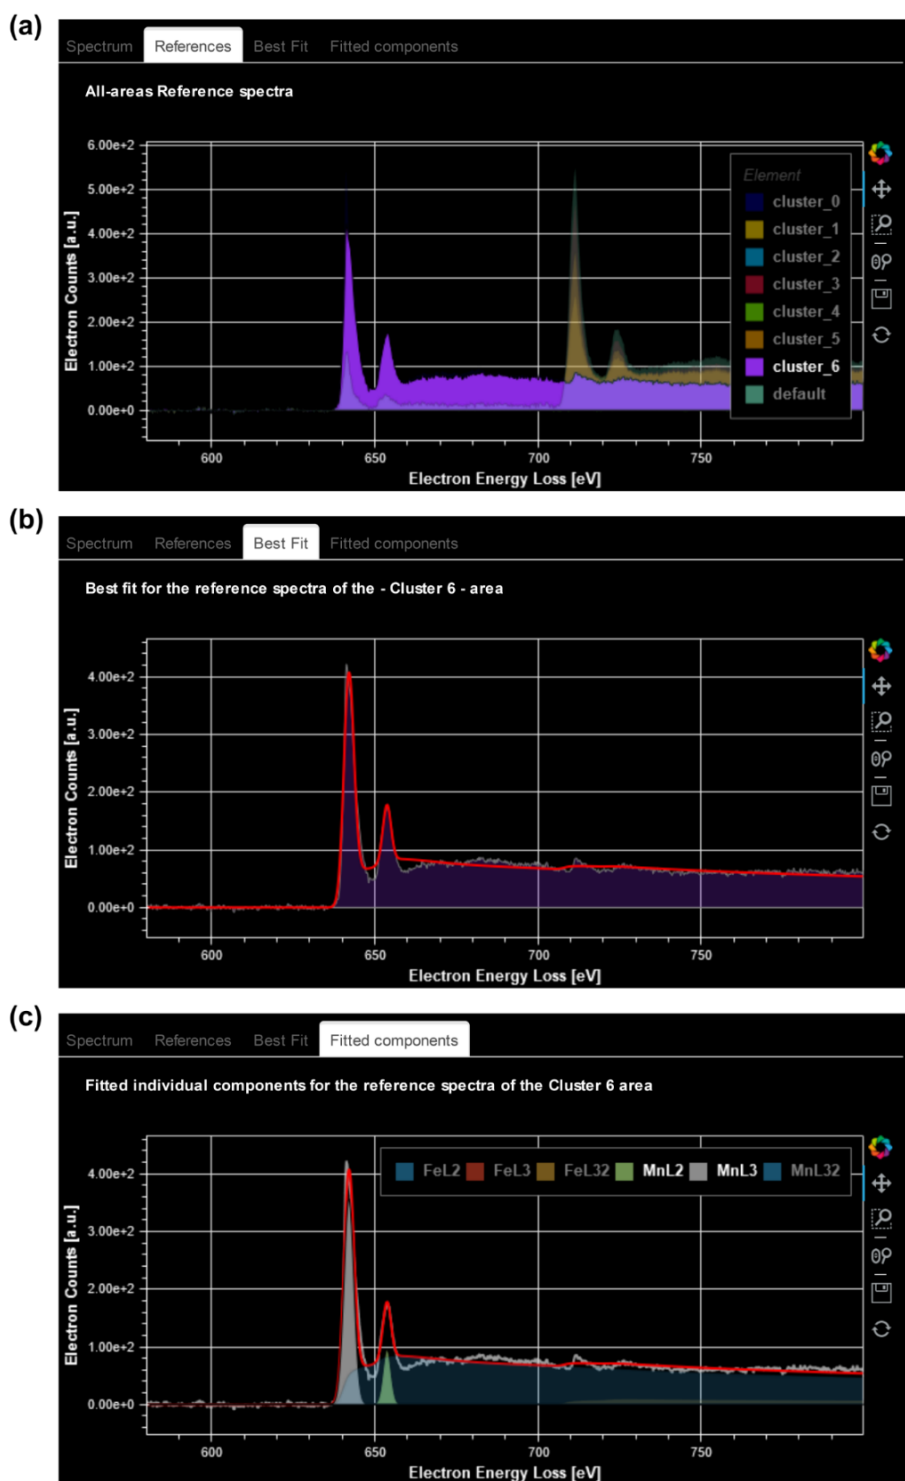 (a)
Spectrum References Best Fit Fitted components
All-areas Reference spectra
6.00e+2
5.00e+2
4.00e+2
3.00e+2
2.00e+2
1.00e+2
0.00e+0
Electron Counts [a.u.]
Element
cluster_0
cluster_1
cluster_2
cluster_3
cluster_4
cluster_5
cluster_6
default
600 650 700 750
Electron Energy Loss [eV]
(b)
Spectrum References Best Fit Fitted components
Best fit for the reference spectra of the - Cluster 6 - area
4.00e+2
3.00e+2
2.00e+2
1.00e+2
0.00e+0
Electron Counts [a.u.]
600 650 700 750
Electron Energy Loss [eV]
(c)
Spectrum References Best Fit Fitted components
Fitted individual components for the reference spectra of the Cluster 6 area
FeL2 FeL3 FeL32 MnL2 MnL3 MnL32
4.00e+2
3.00e+2
2.00e+2
1.00e+2
0.00e+0
Electron Counts [a.u.]
600 650 700 750
Electron Energy Loss [eV]